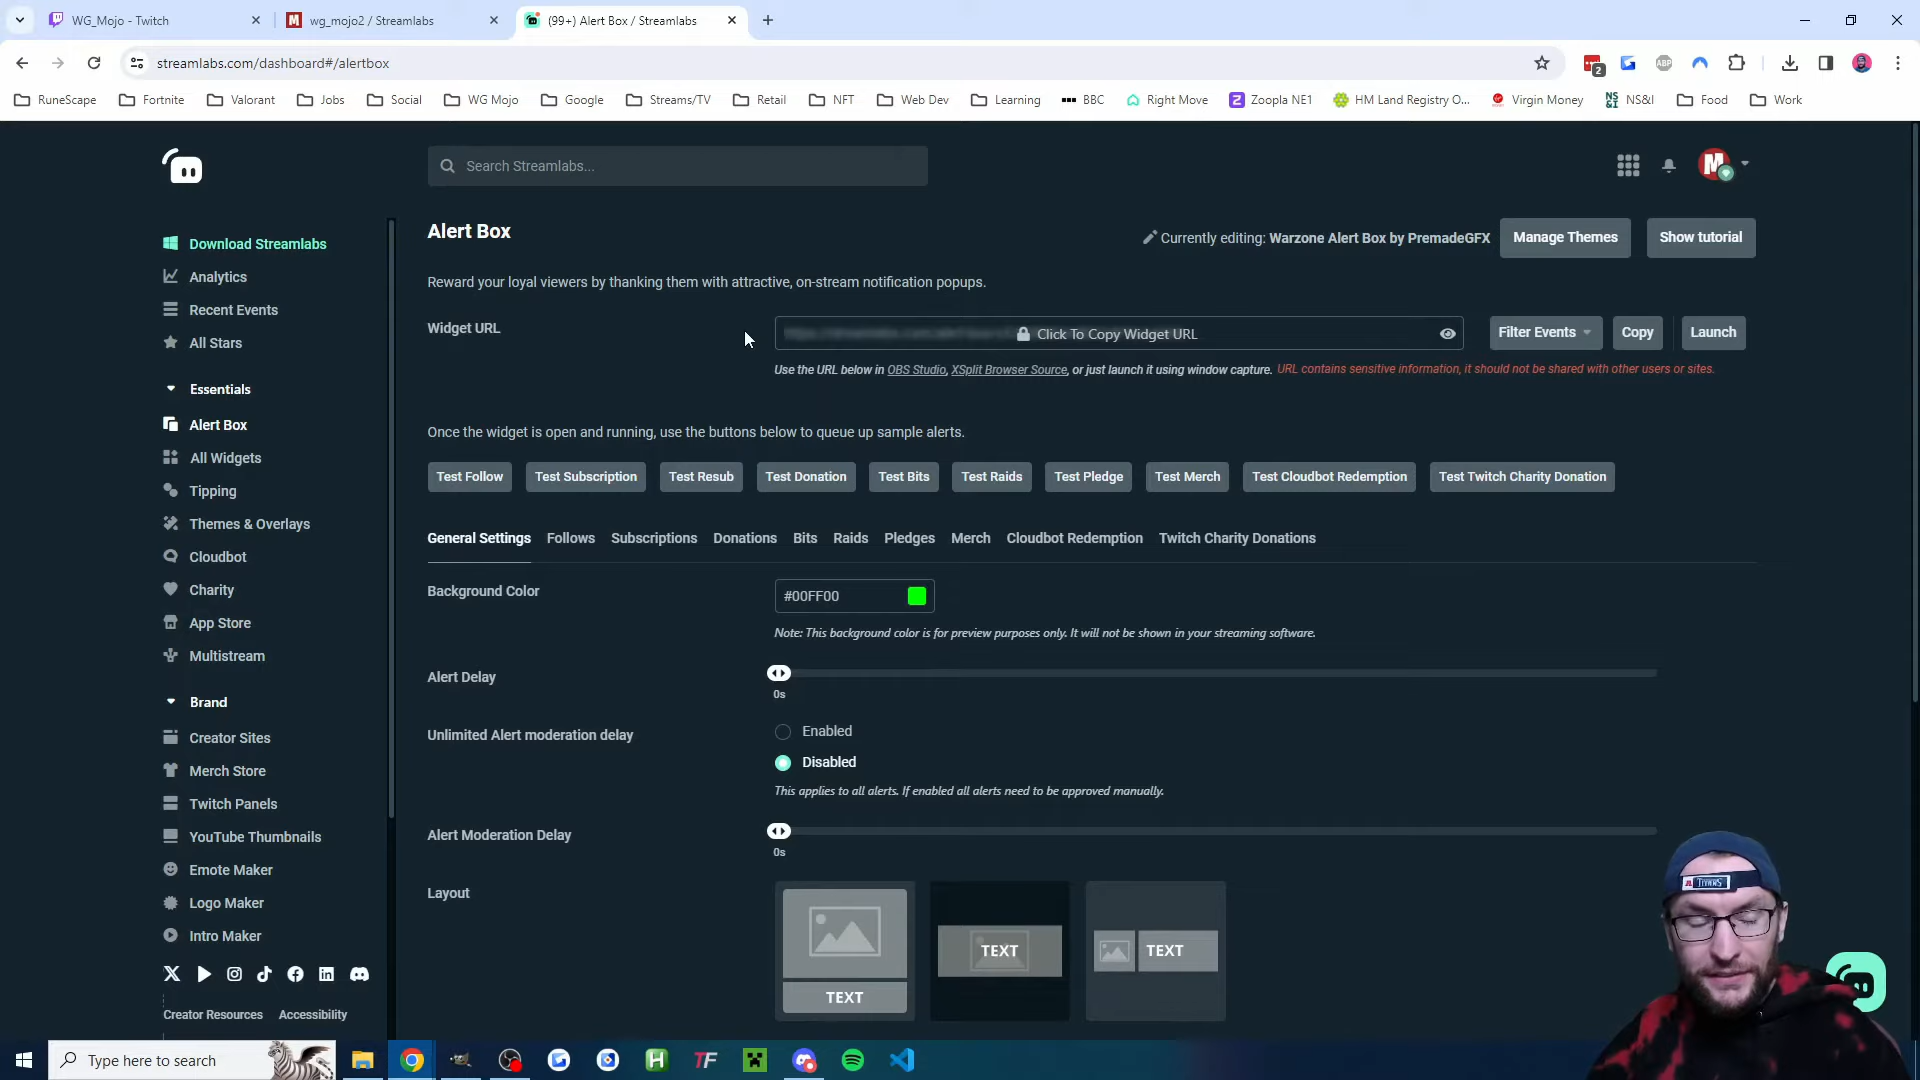 WG_Mojo - Twitch
wg_mojo2 / Streamlabs
(99+) Alert Box / Streamlabs
streamlabs.com/dashboard#/alertbox
2
ABP
RuneScape
Fortnite
Valorant
Jobs
Social
WG Mojo
Google
Streams/TV
Retail
NFT
Web Dev
Learning
BBC
Right Move
Zoopla NE1
HM Land Registry O...
Virgin Money
NS&I
Food
Work
Search Streamlabs...
Download Streamlabs
Analytics
Recent Events
All Stars
Essentials
Alert Box
All Widgets
Tipping
Themes & Overlays
Cloudbot
Charity
App Store
Multistream
Brand
Creator Sites
Merch Store
Twitch Panels
YouTube Thumbnails
Emote Maker
Logo Maker
Intro Maker
Creator Resources
Accessibility
Alert Box
Currently editing: Warzone Alert Box by PremadeGFX
Manage Themes
Show tutorial
Reward your loyal viewers by thanking them with attractive, on-stream notification popups.
Widget URL
Click To Copy Widget URL
Filter Events
Copy
Launch
Use the URL below in OBS Studio, XSplit Browser Source, or just launch it using window capture. URL contains sensitive information, it should not be shared with other users or sites.
Once the widget is open and running, use the buttons below to queue up sample alerts.
Test Follow
Test Subscription
Test Resub
Test Donation
Test Bits
Test Raids
Test Pledge
Test Merch
Test Cloudbot Redemption
Test Twitch Charity Donation
General Settings
Follows
Subscriptions
Donations
Bits
Raids
Pledges
Merch
Cloudbot Redemption
Twitch Charity Donations
Background Color
#00FF00
Note: This background color is for preview purposes only. It will not be shown in your streaming software.
Alert Delay
0s
Unlimited Alert moderation delay
Enabled
Disabled
This applies to all alerts. If enabled all alerts need to be approved manually.
Alert Moderation Delay
0s
Layout
TEXT
TEXT
TEXT
TITANS
Type here to search